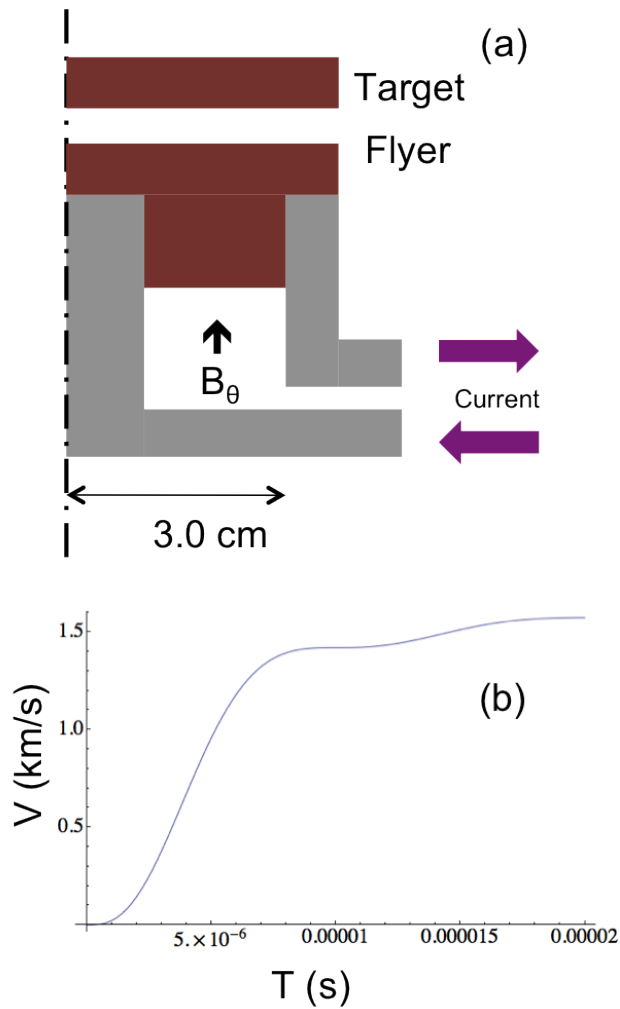 (a)
Target
Flyer
B_θ
Current
3.0 cm
1.5
(b)
1.0
V (km/s)
0.5
5.×10⁻⁶ 0.00001 0.000015 0.00002
T (s)